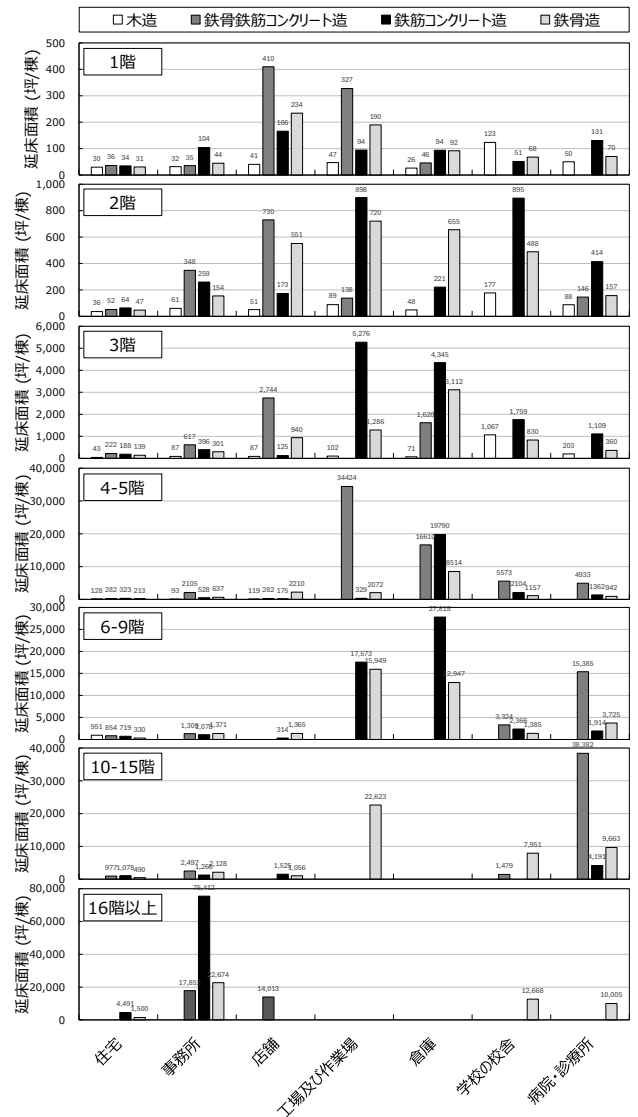 木造 鉄骨鉄筋コンクリート造 鉄筋コンクリート造 鉄骨造
1階
延床面積 (坪/棟)
500
400
300
200
100
0
30 36 34 31 32 35 104 44 41 410 166 234 47 327 94 190 26 46 94 92 123 51 68 50 131 70
2階
延床面積 (坪/棟)
1,000
800
600
400
200
0
36 52 64 47 61 348 259 154 51 730 173 551 89 138 898 720 48 221 655 177 895 488 88 146 414 157
3階
延床面積 (坪/棟)
6,000
5,000
4,000
3,000
2,000
1,000
0
43 222 188 139 87 617 396 301 87 2,744 125 940 102 5,276 1,286 71 1,620 4,345 3,112 1,067 1,759 830 203 1,109 360
4-5階
延床面積 (坪/棟)
40,000
30,000
20,000
10,000
0
128 282 323 213 93 2105 528 637 119 282 175 2210 34424 329 2072 16610 19790 8514 5573 2104 1157 4933 1362 942
6-9階
延床面積 (坪/棟)
30,000
25,000
20,000
15,000
10,000
5,000
0
951 854 719 330 1,309 1,078 1,371 314 1,365 17,573 15,949 27,819 12,947 3,324 2,366 1,385 15,385 1,914 3,725
10-15階
延床面積 (坪/棟)
40,000
30,000
20,000
10,000
0
977 1,078 490 2,497 1,266 2,128 1,525 1,056 22,623 1,479 7,951 38,382 4,191 9,663
16階以上
延床面積 (坪/棟)
80,000
60,000
40,000
20,000
0
4,491 1,500 17,853 75,412 22,674 14,013 12,668 10,005
住宅 事務所 店舗 工場及び作業場 倉庫 学校の校舎 病院・診療所